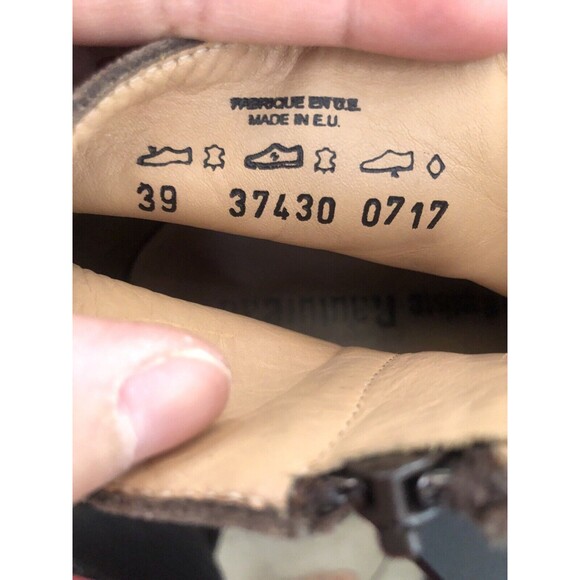 FABRIQUE EN U.E.
MADE IN E.U.
39 37430 0717